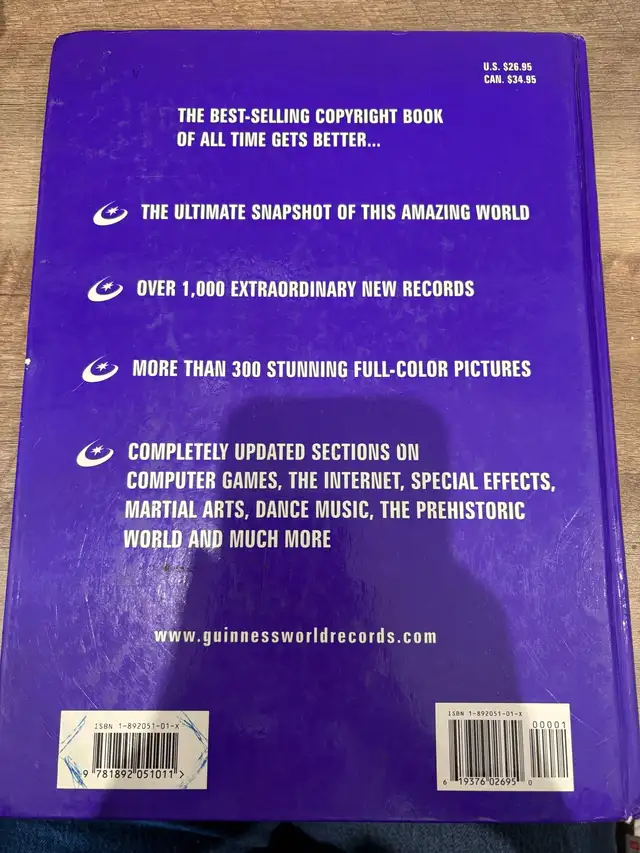 U.S. $26.95
CAN. $34.95
THE BEST-SELLING COPYRIGHT BOOK
OF ALL TIME GETS BETTER...
THE ULTIMATE SNAPSHOT OF THIS AMAZING WORLD
OVER 1,000 EXTRAORDINARY NEW RECORDS
MORE THAN 300 STUNNING FULL-COLOR PICTURES
COMPLETELY UPDATED SECTIONS ON
COMPUTER GAMES, THE INTERNET, SPECIAL EFFECTS,
MARTIAL ARTS, DANCE MUSIC, THE PREHISTORIC
WORLD AND MUCH MORE
www.guinnessworldrecords.com
ISBN 1-892051-01-X
9 781892 051011 >
ISBN 1-892051-01-X
00001
6 19376 02695 0